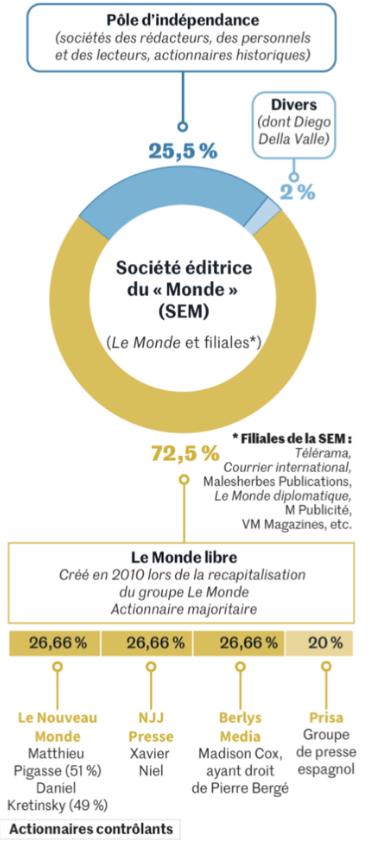 Pôle d’indépendance
(sociétés des rédacteurs, des personnels
et des lecteurs, actionnaires historiques)
Divers
(dont Diego
Della Valle)
25,5 %
2 %
Société éditrice
du « Monde »
(SEM)
(Le Monde et filiales*)
72,5 %
* Filiales de la SEM :
Télérama,
Courrier international,
Malesherbes Publications,
Le Monde diplomatique,
M Publicité,
VM Magazines, etc.
Le Monde libre
Créé en 2010 lors de la recapitalisation
du groupe Le Monde
Actionnaire majoritaire
26,66 % 26,66 % 26,66 % 20 %
Le Nouveau
Monde
Matthieu
Pigasse (51 %)
Daniel
Kretinsky (49 %)
NJJ
Presse
Xavier
Niel
Berlys
Media
Madison Cox,
ayant droit
de Pierre Bergé
Prisa
Groupe
de presse
espagnol
Actionnaires contrôlants